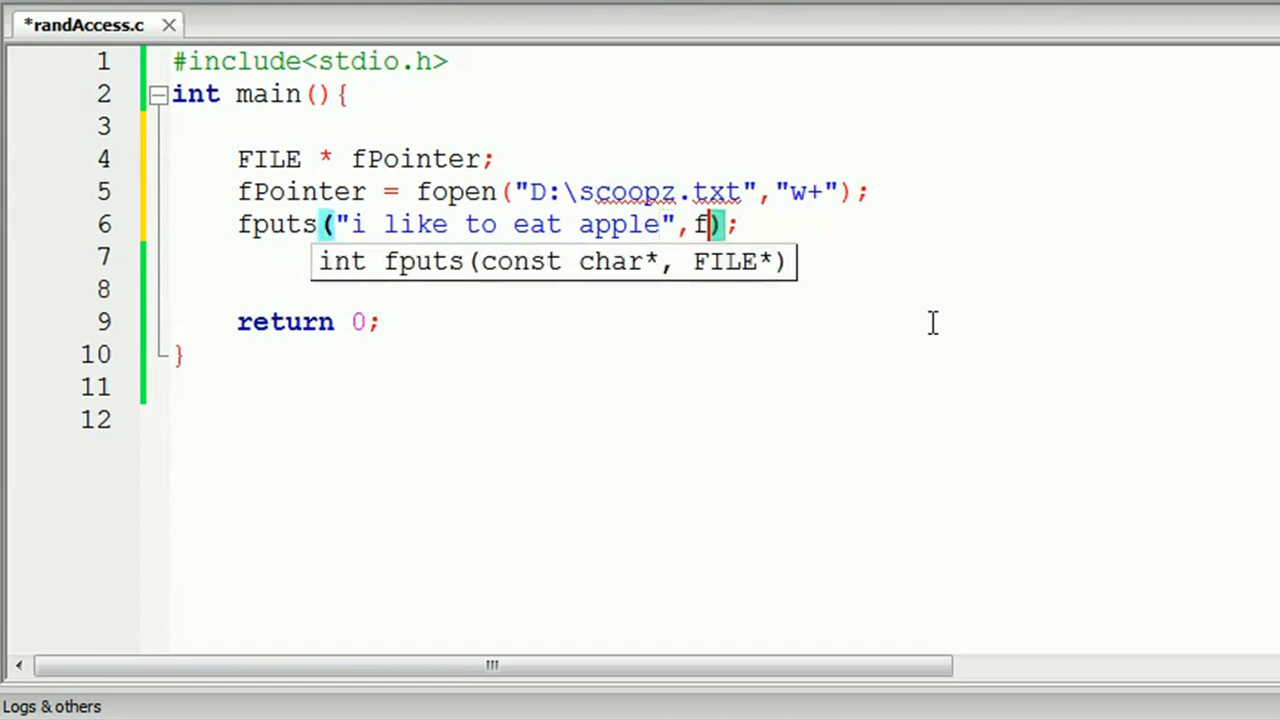 *randAccess.c
1 #include<stdio.h>
2 int main(){
3
4 FILE * fPointer;
5 fPointer = fopen("D:\scoopz.txt","w+");
6 fputs("i like to eat apple",f);
7 int fputs(const char*, FILE*)
8
9 return 0;
10 }
11
12
Logs & others